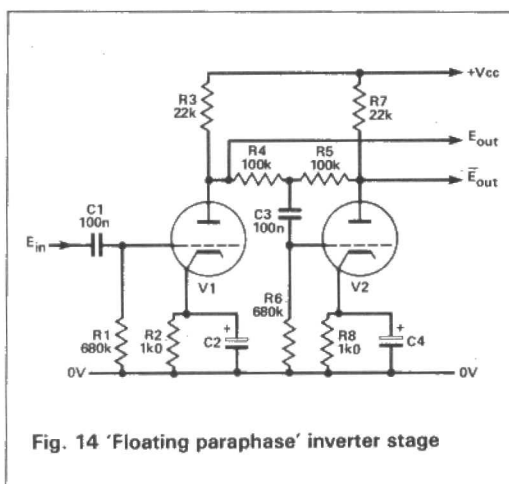 +Vcc
R3
22k
R7
22k
Eout
R4
100k
R5
100k
Ēout
C1
100n
C3
100n
Ein
V1
V2
R1
680k
R2
1k0
C2
+
R6
680k
R8
1k0
C4
+
0V
0V
Fig. 14 'Floating paraphase' inverter stage